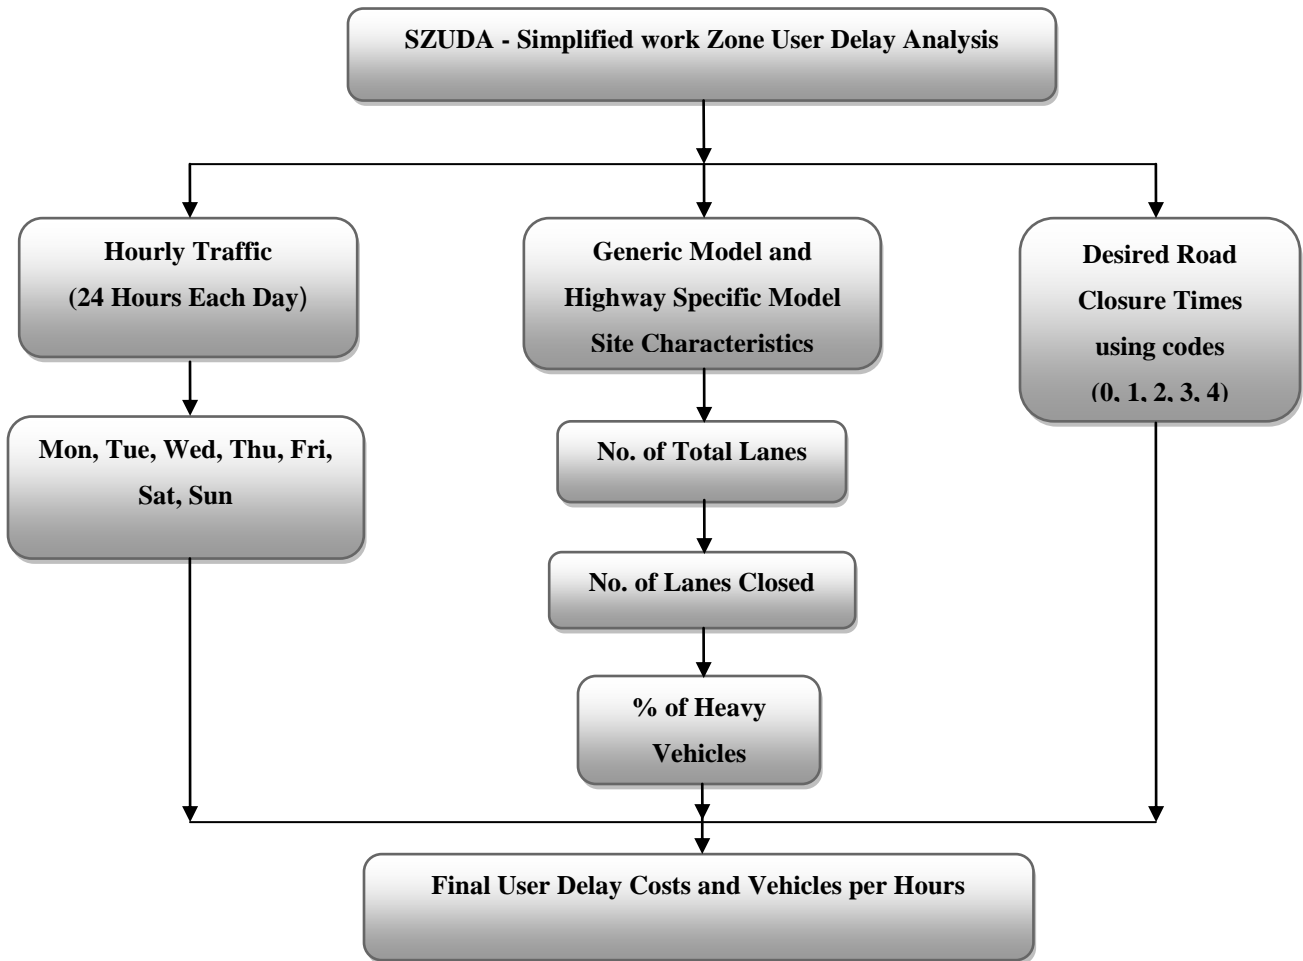 SZUDA - Simplified work Zone User Delay Analysis
Hourly Traffic
(24 Hours Each Day)
Mon, Tue, Wed, Thu, Fri,
Sat, Sun
Generic Model and
Highway Specific Model
Site Characteristics
No. of Total Lanes
No. of Lanes Closed
% of Heavy
Vehicles
Desired Road
Closure Times
using codes
(0, 1, 2, 3, 4)
Final User Delay Costs and Vehicles per Hours